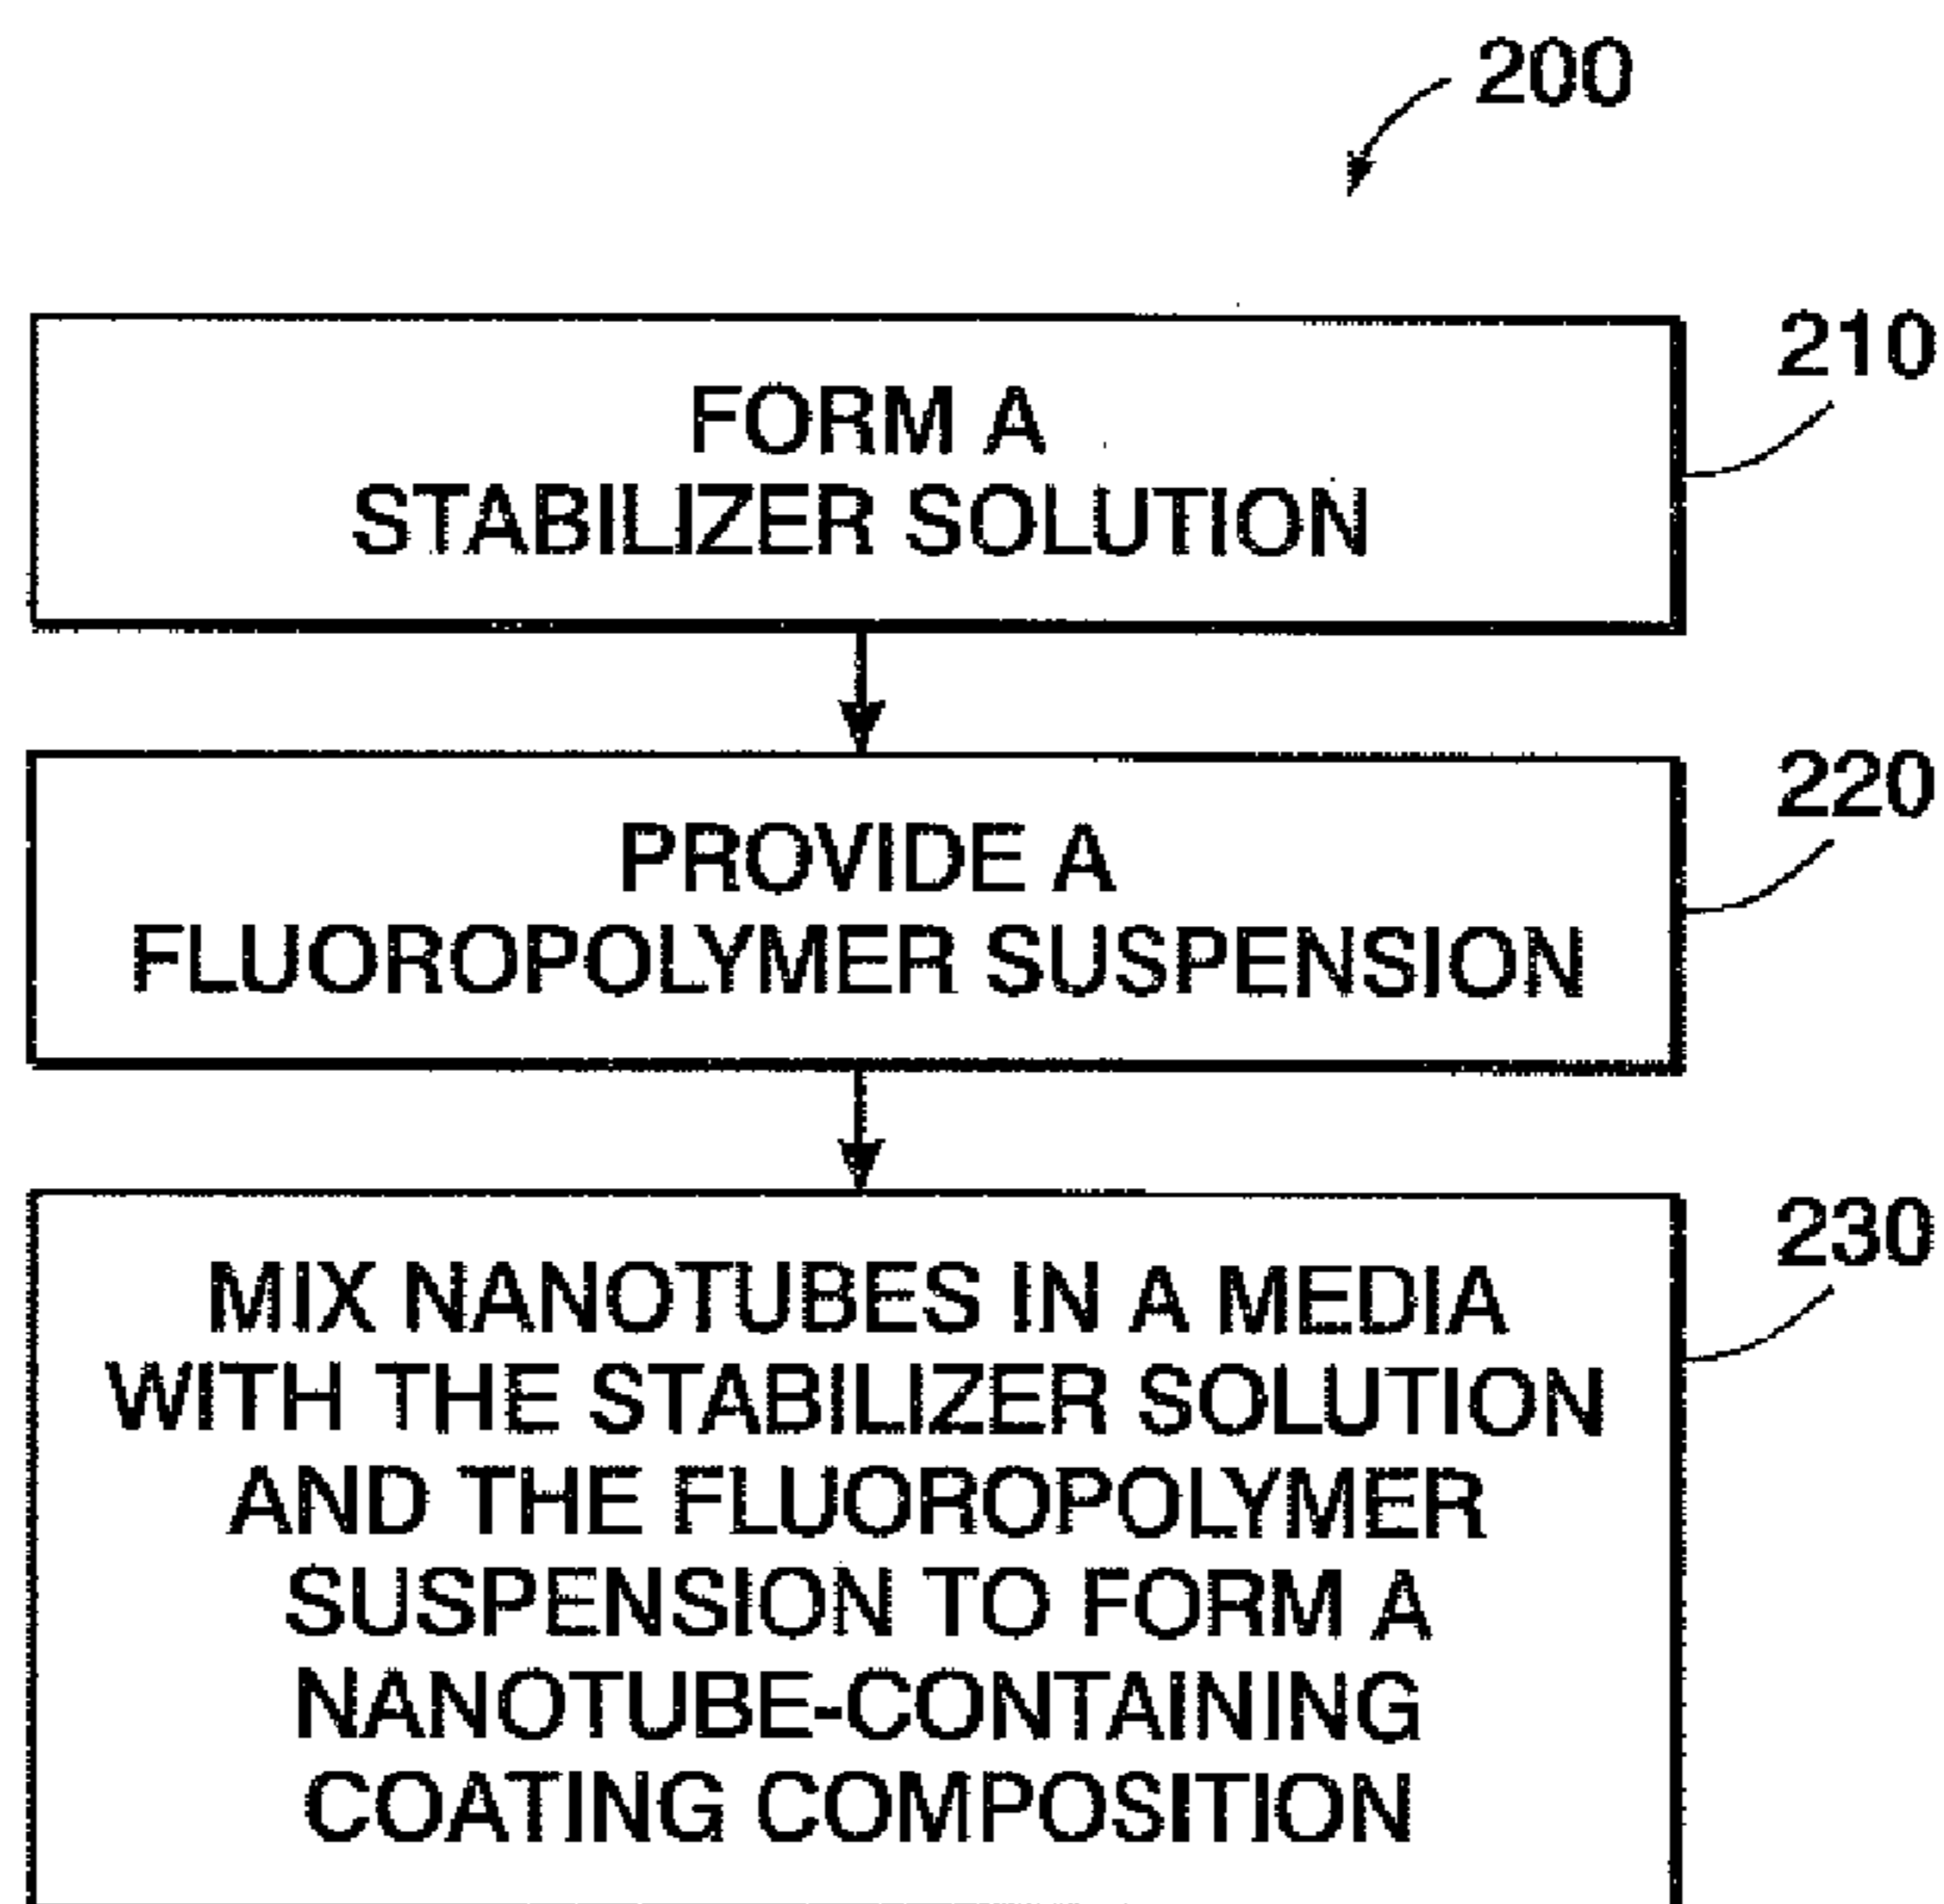 200
210
FORM A
STABILIZER SOLUTION
220
PROVIDE A
FLUOROPOLYMER SUSPENSION
230
MIX NANOTUBES IN A MEDIA
WITH THE STABILIZER SOLUTION
AND THE FLUOROPOLYMER
SUSPENSION TO FORM A
NANOTUBE-CONTAINING
COATING COMPOSITION